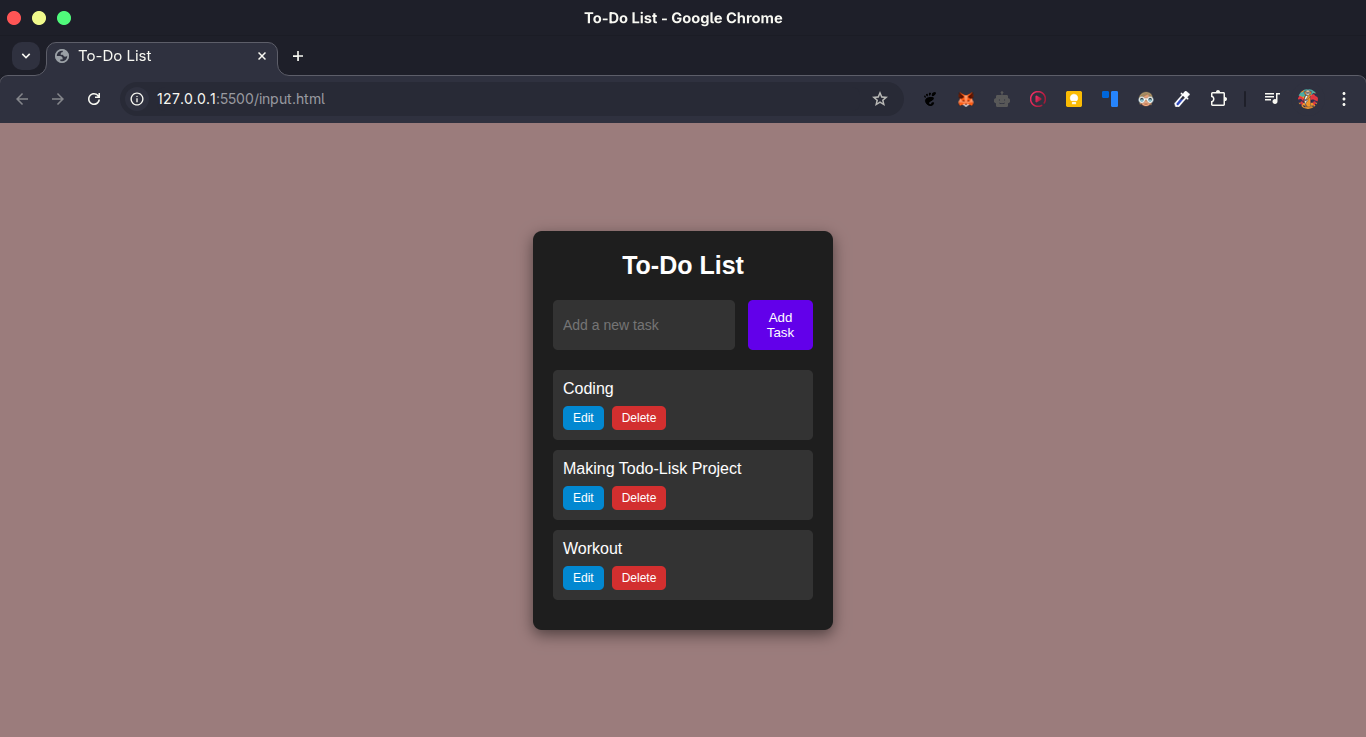 To-Do List - Google Chrome
To-Do List
127.0.0.1:5500/input.html
To-Do List
Add a new task
Add
Task
Coding
Edit Delete
Making Todo-Lisk Project
Edit Delete
Workout
Edit Delete